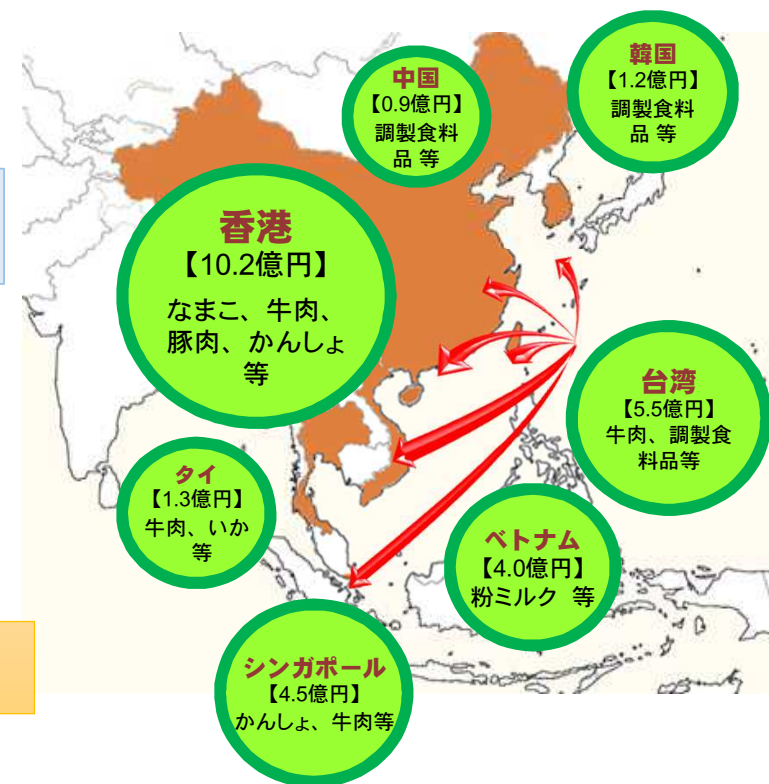 中国
【0.9億円】
調製食料
品 等
韓国
【1.2億円】
調製食料
品 等
香港
【10.2億円】
なまこ、牛肉、
豚肉、かんしょ
等
台湾
【5.5億円】
牛肉、調製食
料品等
タイ
【1.3億円】
牛肉、いか
等
ベトナム
【4.0億円】
粉ミルク 等
シンガポール
【4.5億円】
かんしょ、牛肉等